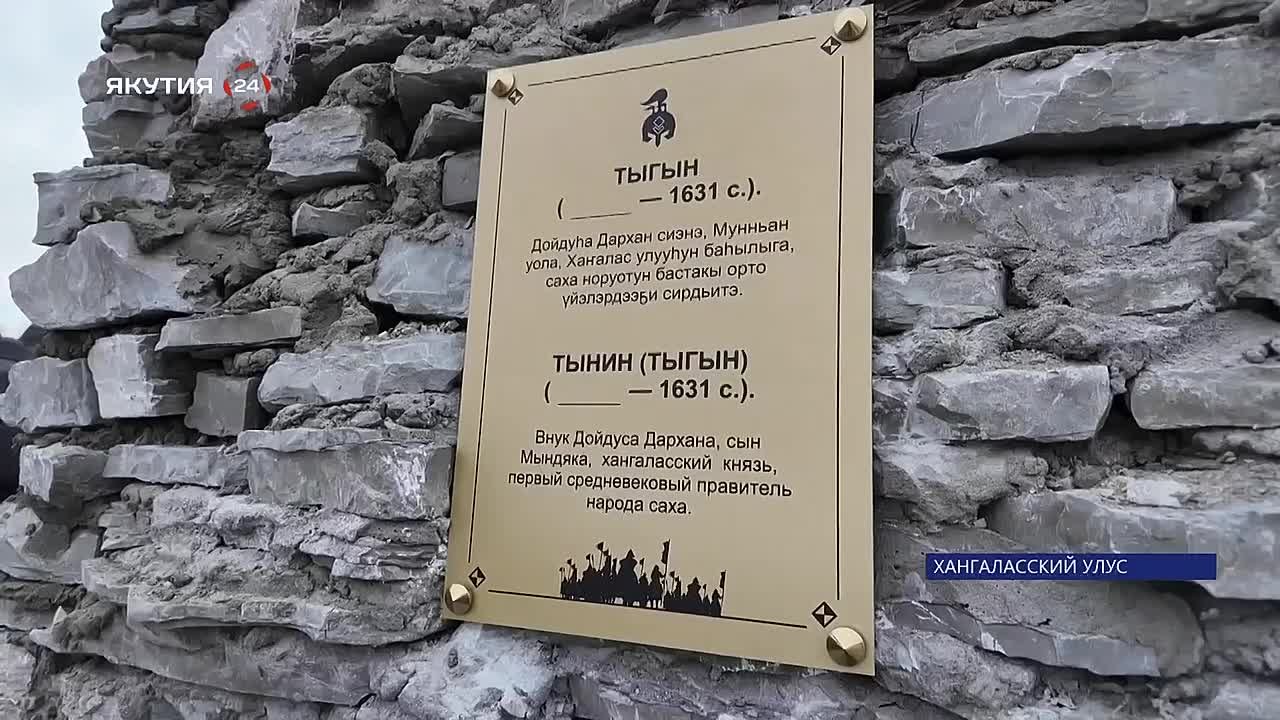 ЯКУТИЯ 24
ТЫГЫН
( _____ — 1631 с.).
Дойдуһа Дархан сиэнэ, Мунньан
уола, Хаҥалас улууһун баһылыга,
саха норуотун бастакы орто
үйэлэрдээҕи сирдьитэ.
ТЫНИН (ТЫГЫН)
( _____ — 1631 с.).
Внук Дойдуса Дархана, сын
Мындяка, хангаласский князь,
первый средневековый правитель
народа саха.
ХАНГАЛАССКИЙ УЛУС